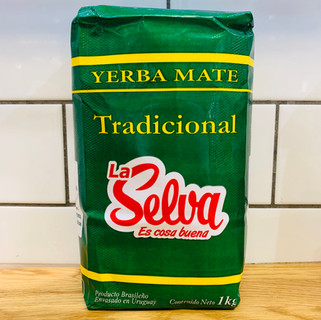 YERBA MATE
Tradicional
La
Selva
Es cosa buena
Producto Brasileño
Envasado en Uruguay
Contenido Neto 1kg